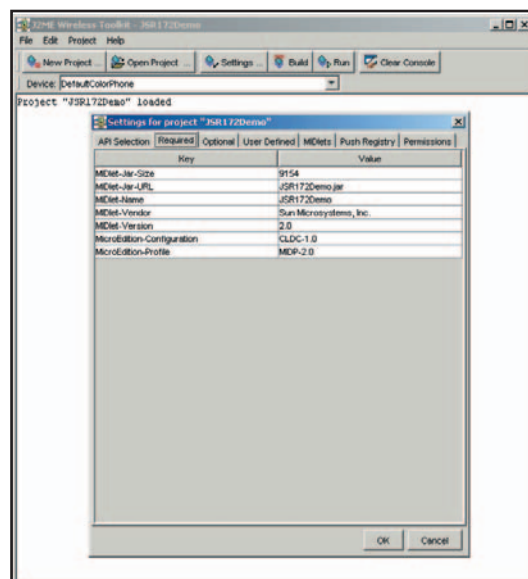 J2ME Wireless Toolkit - JSR172Demo
File Edit Project Help
New Project ... Open Project ... Settings ... Build Run Clear Console
Device: DefaultColorPhone
Project "JSR172Demo" loaded
Settings for project "JSR172Demo"
API Selection Required Optional User Defined MIDlets Push Registry Permissions
Key Value
MIDlet-Jar-Size 9154
MIDlet-Jar-URL JSR172Demo.jar
MIDlet-Name JSR172Demo
MIDlet-Vendor Sun Microsystems, Inc.
MIDlet-Version 2.0
MicroEdition-Configuration CLDC-1.0
MicroEdition-Profile MIDP-2.0
OK Cancel